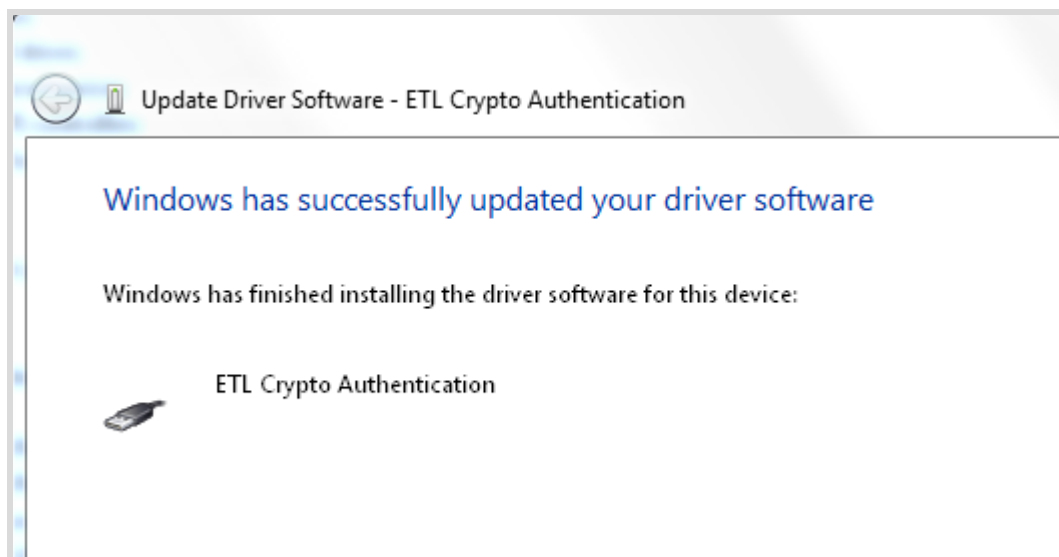 Update Driver Software - ETL Crypto Authentication
Windows has successfully updated your driver software
Windows has finished installing the driver software for this device:
ETL Crypto Authentication